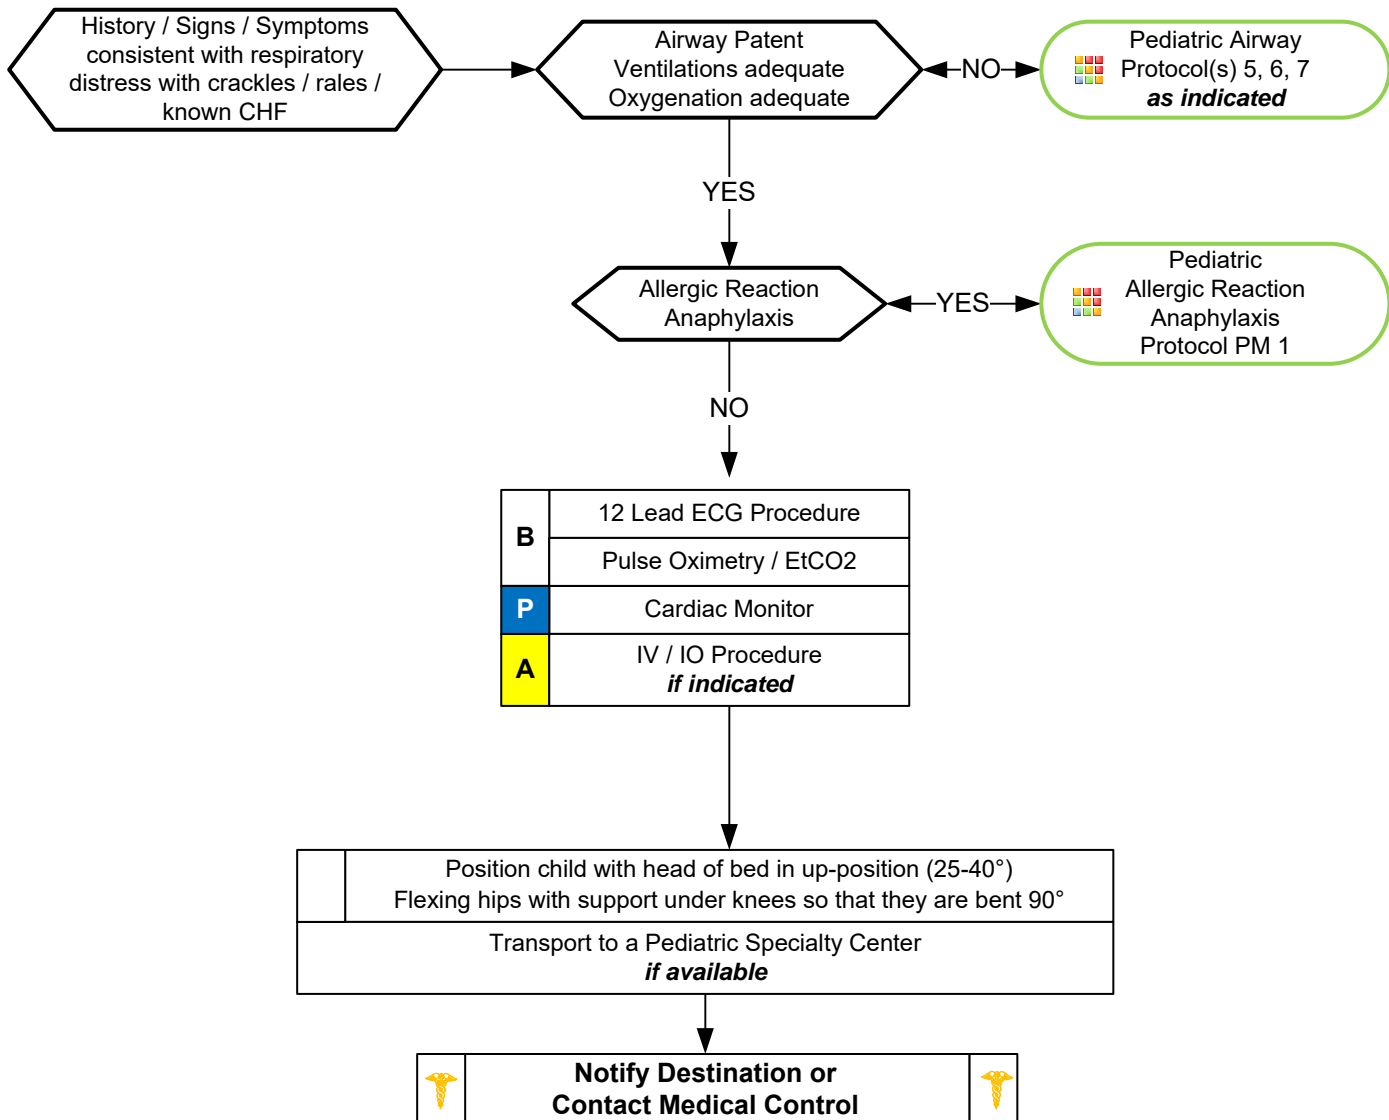 History / Signs / Symptoms
consistent with respiratory
distress with crackles / rales /
known CHF
Airway Patent
Ventilations adequate
Oxygenation adequate
NO
Pediatric Airway
Protocol(s) 5, 6, 7
as indicated
YES
Allergic Reaction
Anaphylaxis
YES
Pediatric
Allergic Reaction
Anaphylaxis
Protocol PM 1
NO
B
12 Lead ECG Procedure
Pulse Oximetry / EtCO2
P
Cardiac Monitor
A
IV / IO Procedure
if indicated
Position child with head of bed in up-position (25-40°)
Flexing hips with support under knees so that they are bent 90°
Transport to a Pediatric Specialty Center
if available
Notify Destination or
Contact Medical Control